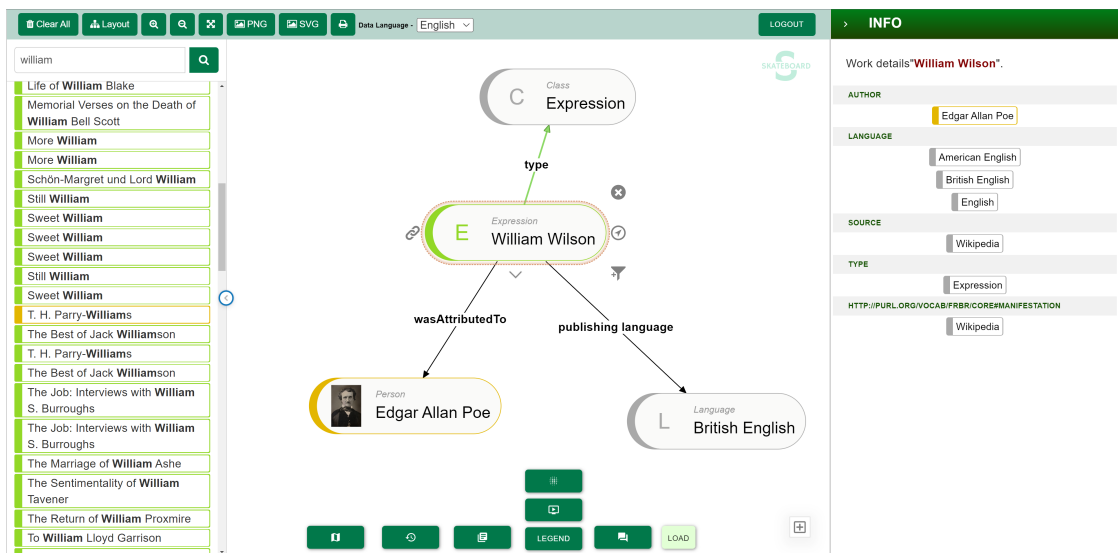 Clear All
Layout
PNG
SVG
Data Language -
English
LOGOUT
william
Life of William Blake
Memorial Verses on the Death of
William Bell Scott
More William
More William
Schön-Margret und Lord William
Still William
Sweet William
Sweet William
Sweet William
Still William
Sweet William
T. H. Parry-Williams
The Best of Jack Williamson
T. H. Parry-Williams
The Best of Jack Williamson
The Job: Interviews with William
S. Burroughs
The Job: Interviews with William
S. Burroughs
The Marriage of William Ashe
The Sentimentality of William
Tavener
The Return of William Proxmire
To William Lloyd Garrison
S
SKATEBOARD
C
Class
Expression
type
E
Expression
William Wilson
wasAttributedTo
publishing language
Person
Edgar Allan Poe
L
Language
British English
LEGEND
LOAD
INFO
Work details"William Wilson".
AUTHOR
Edgar Allan Poe
LANGUAGE
American English
British English
English
SOURCE
Wikipedia
TYPE
Expression
HTTP://PURL.ORG/VOCAB/FRBR/CORE#MANIFESTATION
Wikipedia